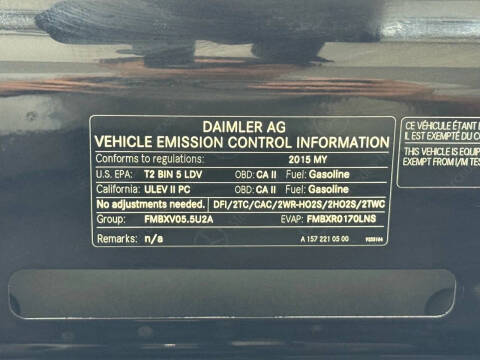 DAIMLER AG
VEHICLE EMISSION CONTROL INFORMATION
Conforms to regulations: 2015 MY
U.S. EPA: T2 BIN 5 LDV OBD: CA II Fuel: Gasoline
California: ULEV II PC OBD: CA II Fuel: Gasoline
No adjustments needed. DFI/2TC/CAC/2WR-HO2S/2HO2S/2TWC
Group: FMBXV05.5U2A EVAP: FMBXR0170LNS
Remarks: n/a A 157 221 05 00
CE VÉHICULE ÉTANT
IL EST EXEMPTÉ DU
THIS VEHICLE IS EQUIP
EXEMPT FROM I/M TES